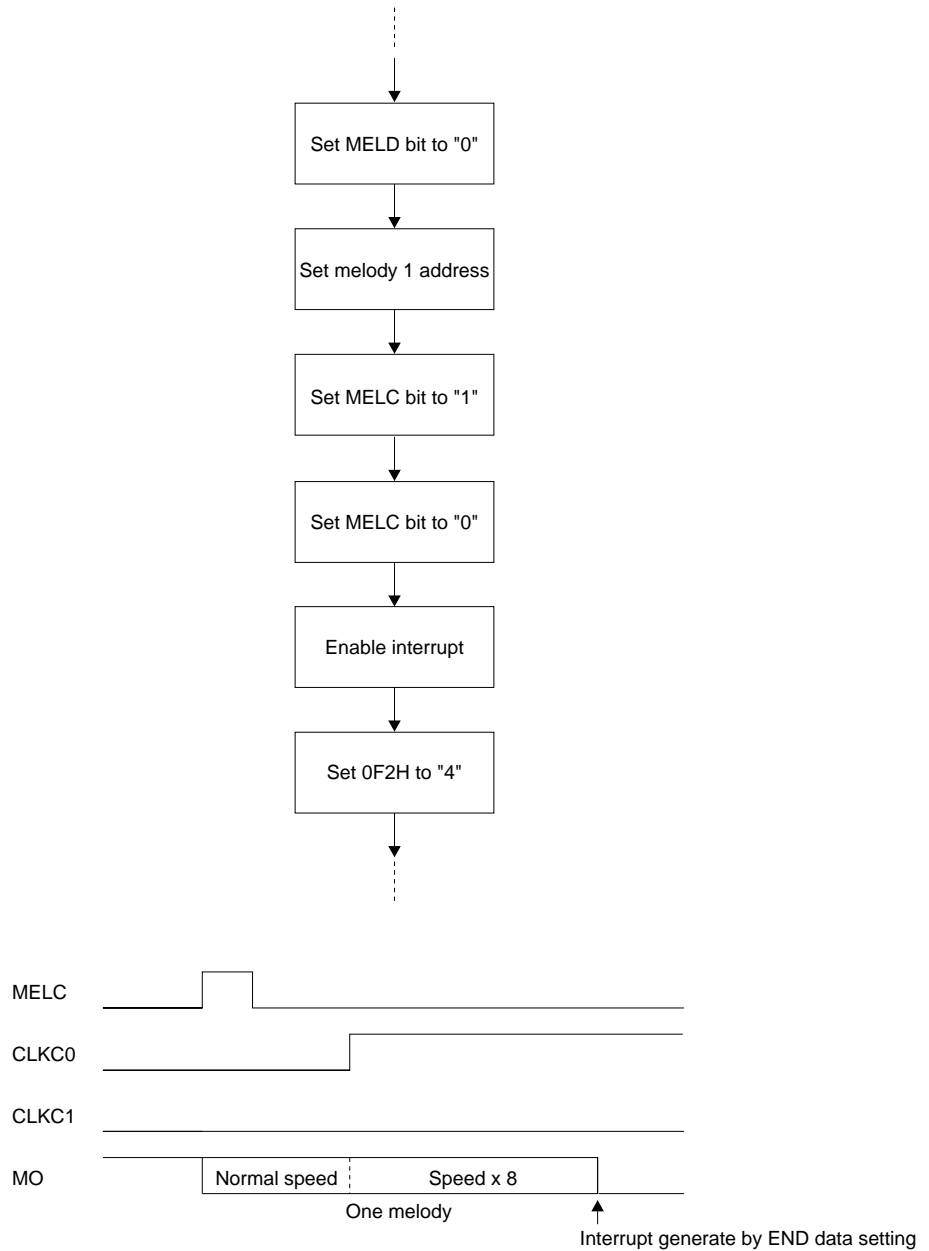 Set MELD bit to "0"
Set melody 1 address
Set MELC bit to "1"
Set MELC bit to "0"
Enable interrupt
Set 0F2H to "4"
MELC
CLKC0
CLKC1
MO
Normal speed
Speed x 8
One melody
Interrupt generate by END data setting